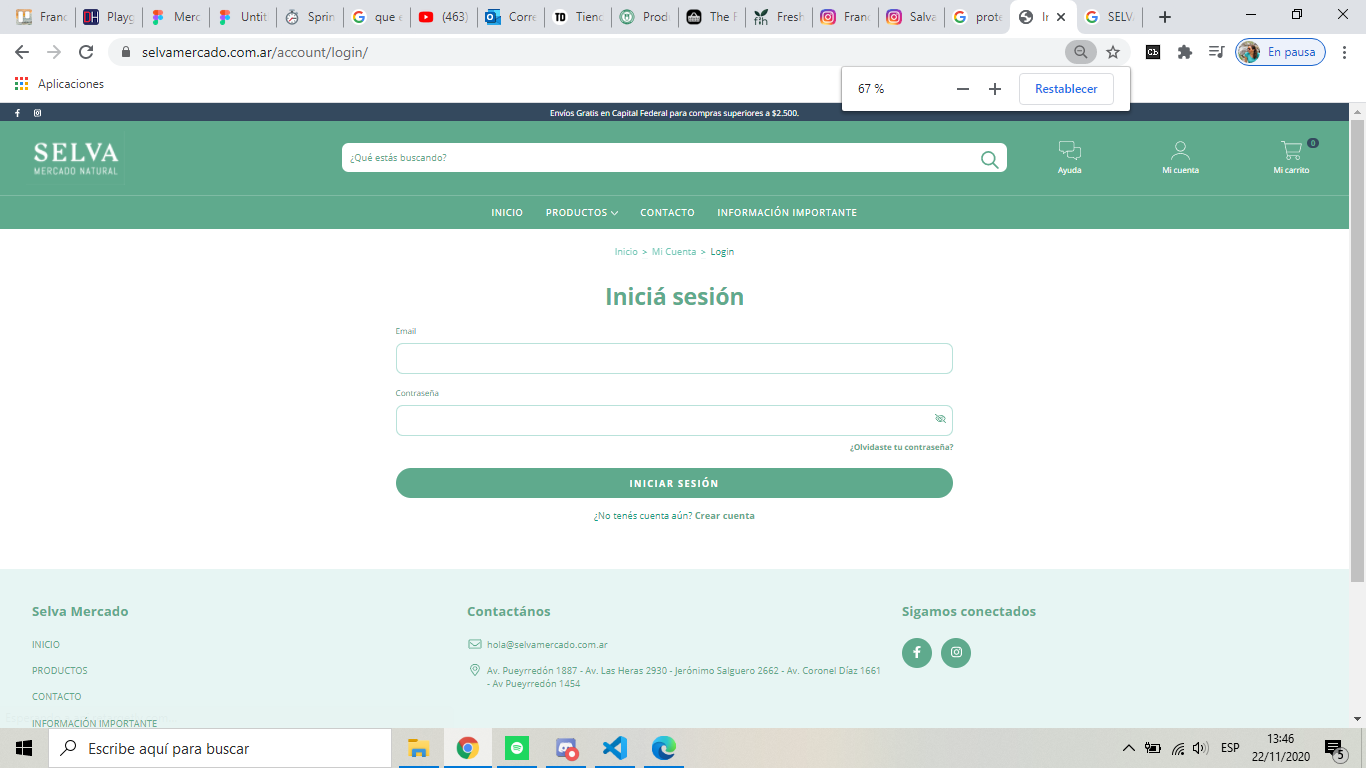 Franc
Playg
Merc
Untit
Sprin
que e
(463)
Corre
TD
Tienc
Prod
The F
Fresh
Franc
Salva
prote
Ir
SELV
selvamercado.com.ar/account/login/
En pausa
Aplicaciones
67 %
Restablecer
Envíos Gratis en Capital Federal para compras superiores a $2.500.
SELVA
MERCADO NATURAL
¿Qué estás buscando?
Ayuda
Mi cuenta
0
Mi carrito
INICIO
PRODUCTOS
CONTACTO
INFORMACIÓN IMPORTANTE
Inicio > Mi Cuenta > Login
Iniciá sesión
Email
Contraseña
¿Olvidaste tu contraseña?
INICIAR SESIÓN
¿No tenés cuenta aún? Crear cuenta
Selva Mercado
INICIO
PRODUCTOS
CONTACTO
INFORMACIÓN IMPORTANTE
Contactános
hola@selvamercado.com.ar
Av. Pueyrredón 1887 - Av. Las Heras 2930 - Jerónimo Salguero 2662 - Av. Coronel Díaz 1661
- Av Pueyrredón 1454
Sigamos conectados
Escribe aquí para buscar
ESP
13:46
22/11/2020
5